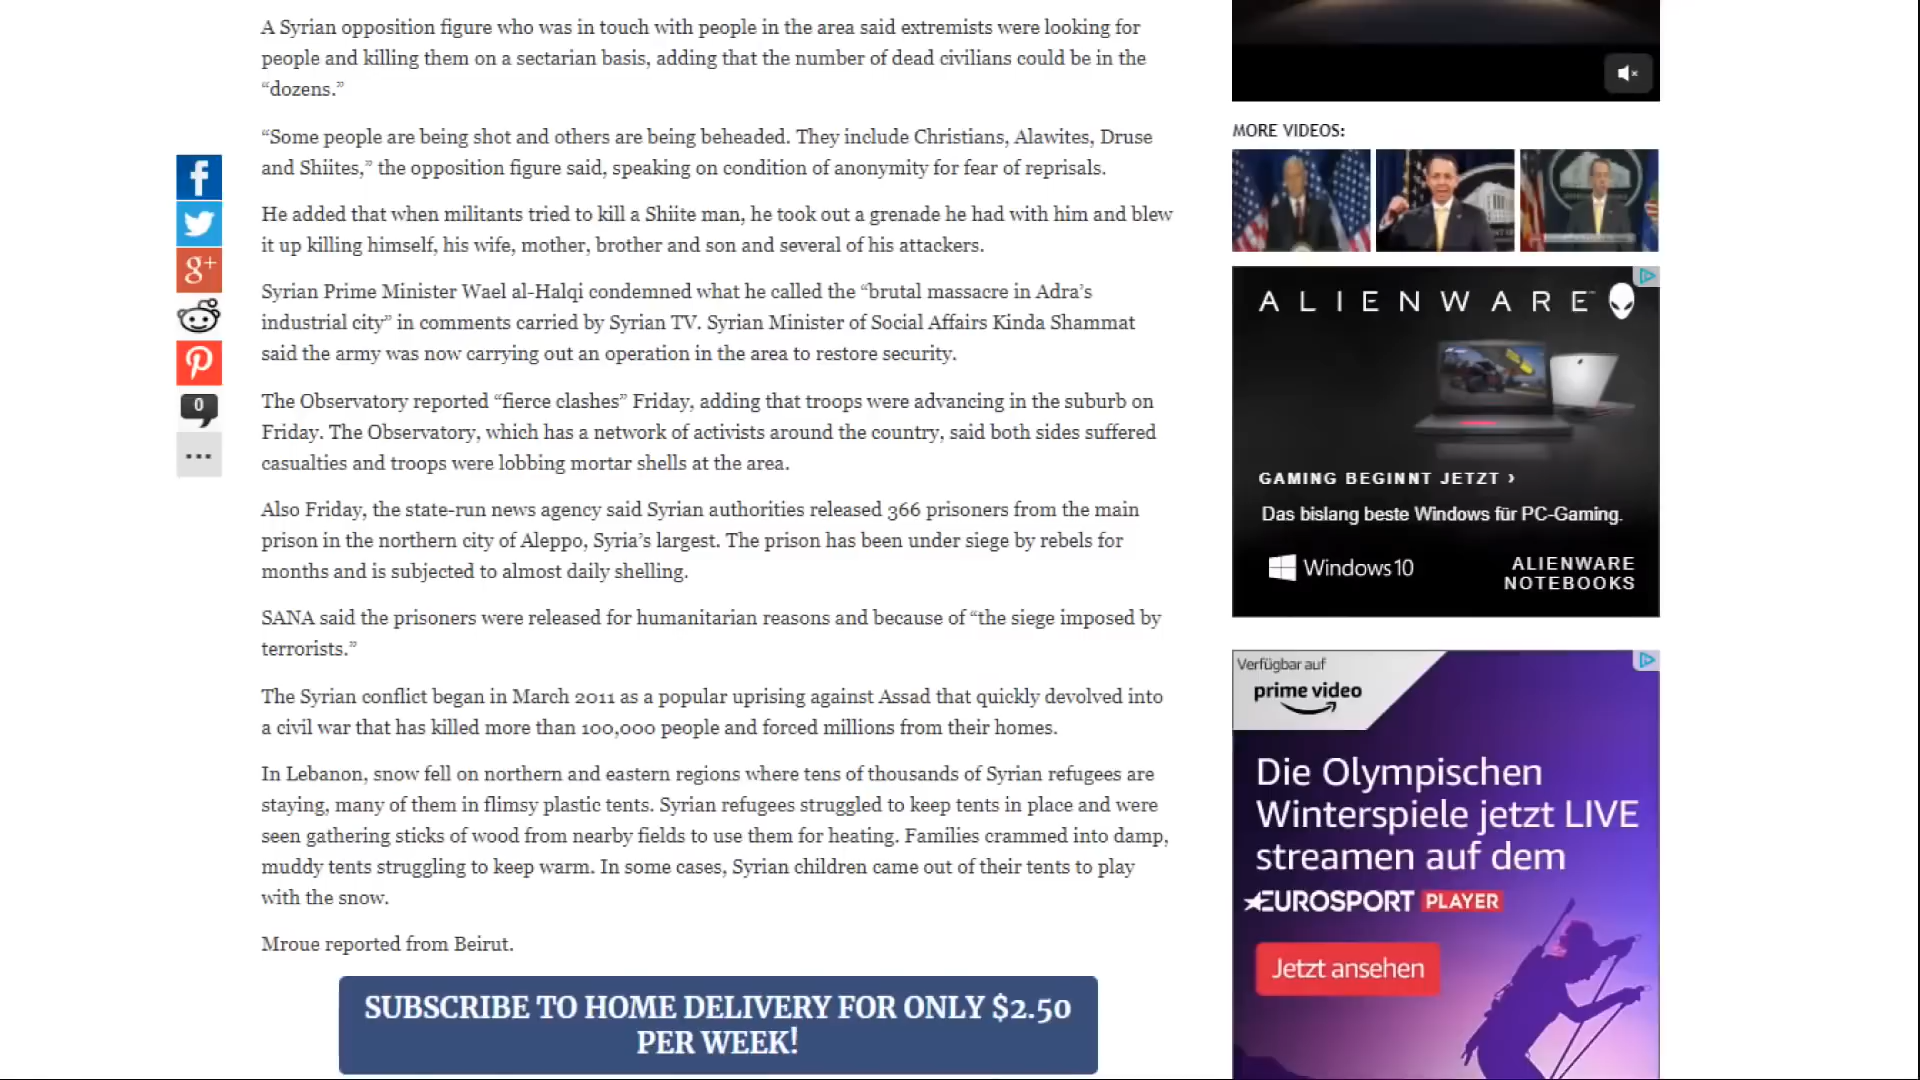 A Syrian opposition figure who was in touch with people in the area said extremists were looking for
people and killing them on a sectarian basis, adding that the number of dead civilians could be in the
“dozens.”
“Some people are being shot and others are being beheaded. They include Christians, Alawites, Druse
and Shiites,” the opposition figure said, speaking on condition of anonymity for fear of reprisals.
He added that when militants tried to kill a Shiite man, he took out a grenade he had with him and blew
it up killing himself, his wife, mother, brother and son and several of his attackers.
Syrian Prime Minister Wael al-Halqi condemned what he called the “brutal massacre in Adra’s
industrial city” in comments carried by Syrian TV. Syrian Minister of Social Affairs Kinda Shammat
said the army was now carrying out an operation in the area to restore security.
The Observatory reported “fierce clashes” Friday, adding that troops were advancing in the suburb on
Friday. The Observatory, which has a network of activists around the country, said both sides suffered
casualties and troops were lobbing mortar shells at the area.
Also Friday, the state-run news agency said Syrian authorities released 366 prisoners from the main
prison in the northern city of Aleppo, Syria’s largest. The prison has been under siege by rebels for
months and is subjected to almost daily shelling.
SANA said the prisoners were released for humanitarian reasons and because of “the siege imposed by
terrorists.”
The Syrian conflict began in March 2011 as a popular uprising against Assad that quickly devolved into
a civil war that has killed more than 100,000 people and forced millions from their homes.
In Lebanon, snow fell on northern and eastern regions where tens of thousands of Syrian refugees are
staying, many of them in flimsy plastic tents. Syrian refugees struggled to keep tents in place and were
seen gathering sticks of wood from nearby fields to use them for heating. Families crammed into damp,
muddy tents struggling to keep warm. In some cases, Syrian children came out of their tents to play
with the snow.
Mroue reported from Beirut.
SUBSCRIBE TO HOME DELIVERY FOR ONLY $2.50
PER WEEK!
f
g+
0
...
MORE VIDEOS:
ALIENWARE™
GAMING BEGINNT JETZT ›
Das bislang beste Windows für PC-Gaming.
Windows 10
ALIENWARE
NOTEBOOKS
Verfügbar auf
prime video
Die Olympischen
Winterspiele jetzt LIVE
streamen auf dem
EUROSPORT PLAYER
Jetzt ansehen